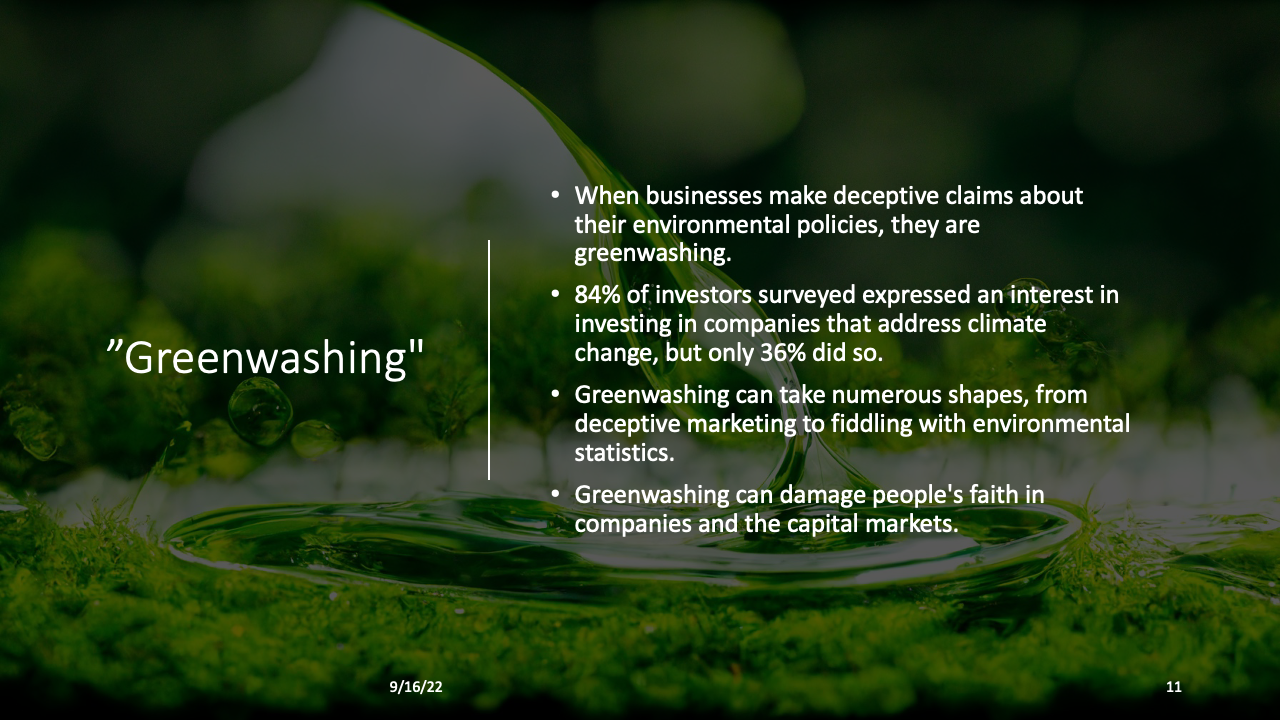 ”Greenwashing"
• When businesses make deceptive claims about
their environmental policies, they are
greenwashing.
• 84% of investors surveyed expressed an interest in
investing in companies that address climate
change, but only 36% did so.
• Greenwashing can take numerous shapes, from
deceptive marketing to fiddling with environmental
statistics.
• Greenwashing can damage people's faith in
companies and the capital markets.
9/16/22
11